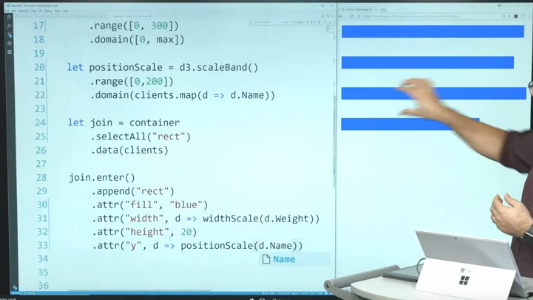 17 .range([0, 300])
18 .domain([0, max])
19
20 let positionScale = d3.scaleBand()
21 .range([0,200])
22 .domain(clients.map(d => d.Name))
23
24 let join = container
25 .selectAll("rect")
26 .data(clients)
27
28 join.enter()
29 .append("rect")
30 .attr("fill", "blue")
31 .attr("width", d => widthScale(d.Weight))
32 .attr("height", 20)
33 .attr("y", d => positionScale(d.Name))
34 Name
35
36